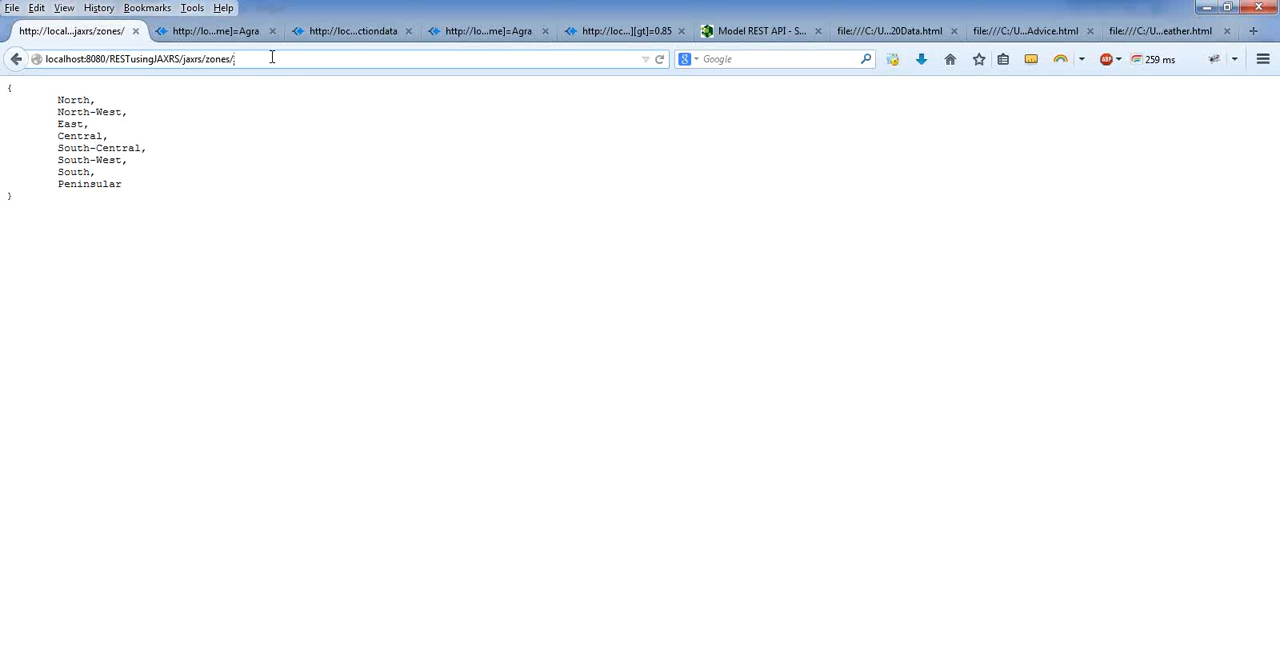 File Edit View History Bookmarks Tools Help
http://local...jaxrs/zones/ http://lo...me]=Agra http://loc...ctiondata http://lo...me]=Agra http://loc...][gt]=0.85 Model REST API - S... file:///C:/U...20Data.html file:///C:/U...Advice.html file:///C:/U...eather.html
localhost:8080/RESTusingJAXRS/jaxrs/zones/ Google ABP 259 ms
{
North,
North-West,
East,
Central,
South-Central,
South-West,
South,
Peninsular
}